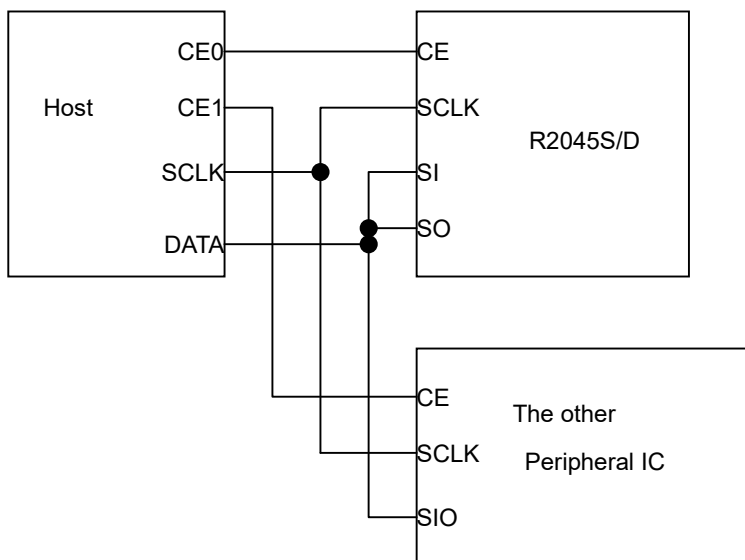 CE0
CE1
Host
SCLK
DATA
CE
SCLK
R2045S/D
SI
SO
CE
The other
Peripheral IC
SCLK
SIO